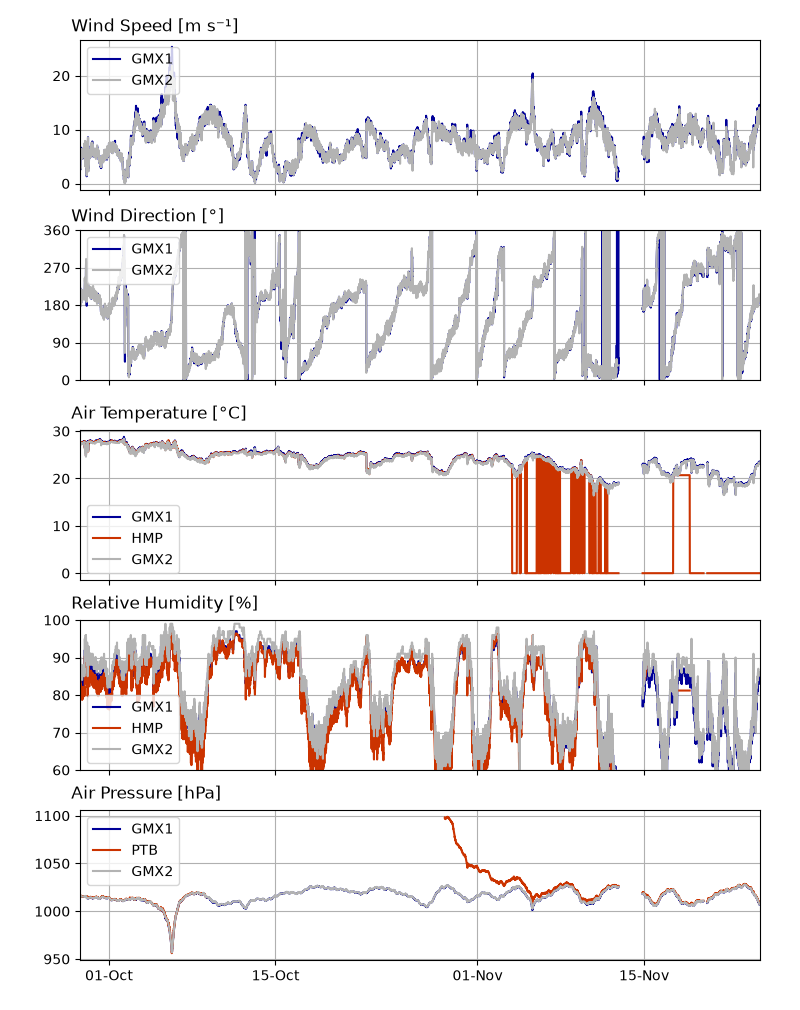 Wind Speed [m s⁻¹]
GMX1
GMX2
20
10
0
Wind Direction [°]
GMX1
GMX2
360
270
180
90
0
Air Temperature [°C]
30
20
10
0
GMX1
HMP
GMX2
Relative Humidity [%]
100
90
80
70
60
GMX1
HMP
GMX2
Air Pressure [hPa]
GMX1
PTB
GMX2
1100
1050
1000
950
01-Oct 15-Oct 01-Nov 15-Nov